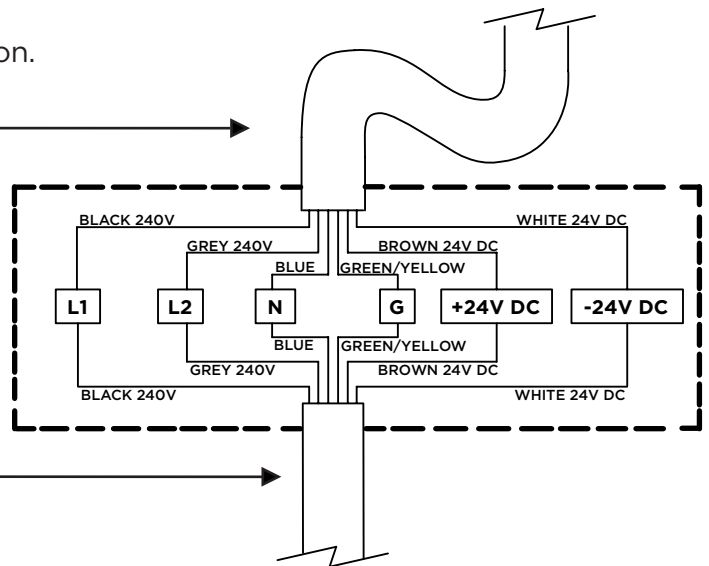 on.
BLACK 240V WHITE 24V DC
GREY 240V BROWN 24V DC
BLUE GREEN/YELLOW
L1 L2 N G +24V DC -24V DC
BLUE GREEN/YELLOW
GREY 240V BROWN 24V DC
BLACK 240V WHITE 24V DC